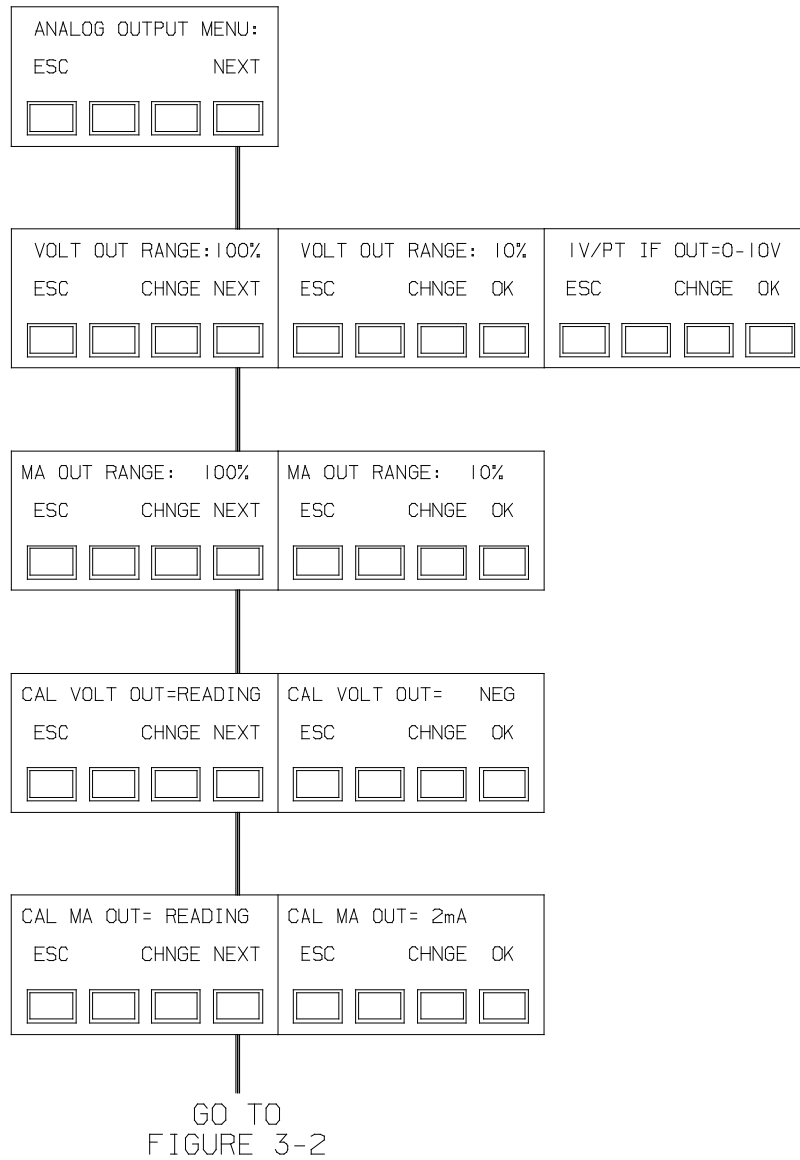 ANALOG OUTPUT MENU:
ESC NEXT
VOLT OUT RANGE:100%
ESC CHNGE NEXT
VOLT OUT RANGE: 10%
ESC CHNGE OK
1V/PT IF OUT=0-10V
ESC CHNGE OK
MA OUT RANGE: 100%
ESC CHNGE NEXT
MA OUT RANGE: 10%
ESC CHNGE OK
CAL VOLT OUT=READING
ESC CHNGE NEXT
CAL VOLT OUT= NEG
ESC CHNGE OK
CAL MA OUT= READING
ESC CHNGE NEXT
CAL MA OUT= 2mA
ESC CHNGE OK
GO TO
FIGURE 3-2